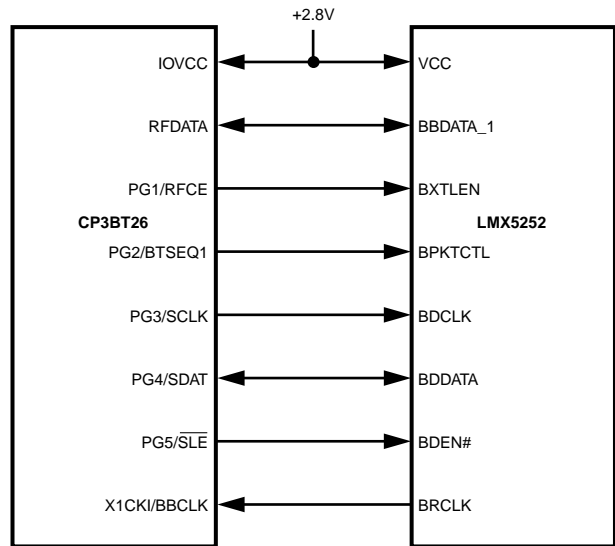 +2.8V
IOVCC VCC
RFDATA BBDATA_1
PG1/RFCE BXTLEN
CP3BT26 LMX5252
PG2/BTSEQ1 BPKTCTL
PG3/SCLK BDCLK
PG4/SDAT BDDATA
PG5/SLE BDEN#
X1CKI/BBCLK BRCLK